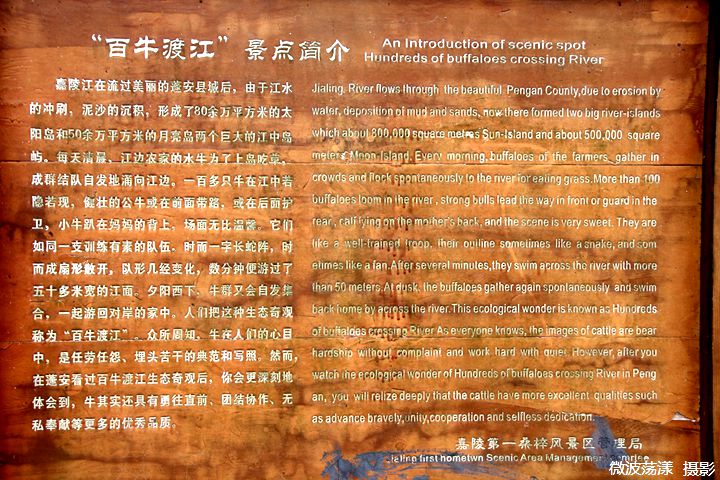 “百牛渡江”景点简介
An Introduction of scenic spot
Hundreds of buffaloes crossing River
嘉陵江在流过美丽的蓬安县城后，由于江水
的冲刷，泥沙的沉积，形成了80余万平方米的太
阳岛和50余万平方米的月亮岛两个巨大的江中岛
屿。每天清晨，江边农家的水牛为了上岛吃草，
成群结队自发地涌向江边。一百多只牛在江中若
隐若现，健壮的公牛或在前面带路，或在后面护
卫，小牛趴在妈妈的背上，场面无比温馨。它们
如同一支训练有素的队伍，时而一字长蛇阵，时
而成扇形散开，队形几经变化，数分钟便游过了
五十多米宽的江面。夕阳西下，牛群又会自发集
合，一起游回对岸的家中。人们把这种生态奇观
称为“百牛渡江”。众所周知，牛在人们的心目
中，是任劳任怨、埋头苦干的典范和写照。然而，
在蓬安看过百牛渡江生态奇观后，你会更深刻地
体会到，牛其实还具有勇往直前、团结协作、无
私奉献等更多的优秀品质。
Jialing. River flows through the beautiful Pengan County,due to erosion by
water, deposition of mud and sands, now there formed two big river-islands
which about 800,000 square metres Sun-Island and about 500,000 square
meters Moon-Island. Every morning, buffaloes of the farmers gather in
crowds and flock spontaneously to the river for eating grass.More than 100
buffaloes loom in the river , strong bulls lead the way in front or guard in the
rear, calf lying on the mother's back, and the scene is very sweet. They are
like a well-trained troop, their outline sometimes like a snake, and som
etimes like a fan.After several minutes,they swim across the river with more
than 50 meters.At dusk, the buffaloes gather again spontaneously and swim
back home by across the river.This ecological wonder is known as Hundreds
of buffaloes crossing River.As everyone knows, the images of cattle are bear
hardship without complaint and work hard with quiet.However, after you
watch the ecological wonder of Hundreds of buffaloes crossing River in Peng
an, you will relize deeply that the cattle have more excellent qualities such
as advance bravely,unity,cooperation and selfless dedication.
嘉陵第一桑梓风景区管理局
Jialing first hometwn Scenic Area Management
微波荡漾 摄影